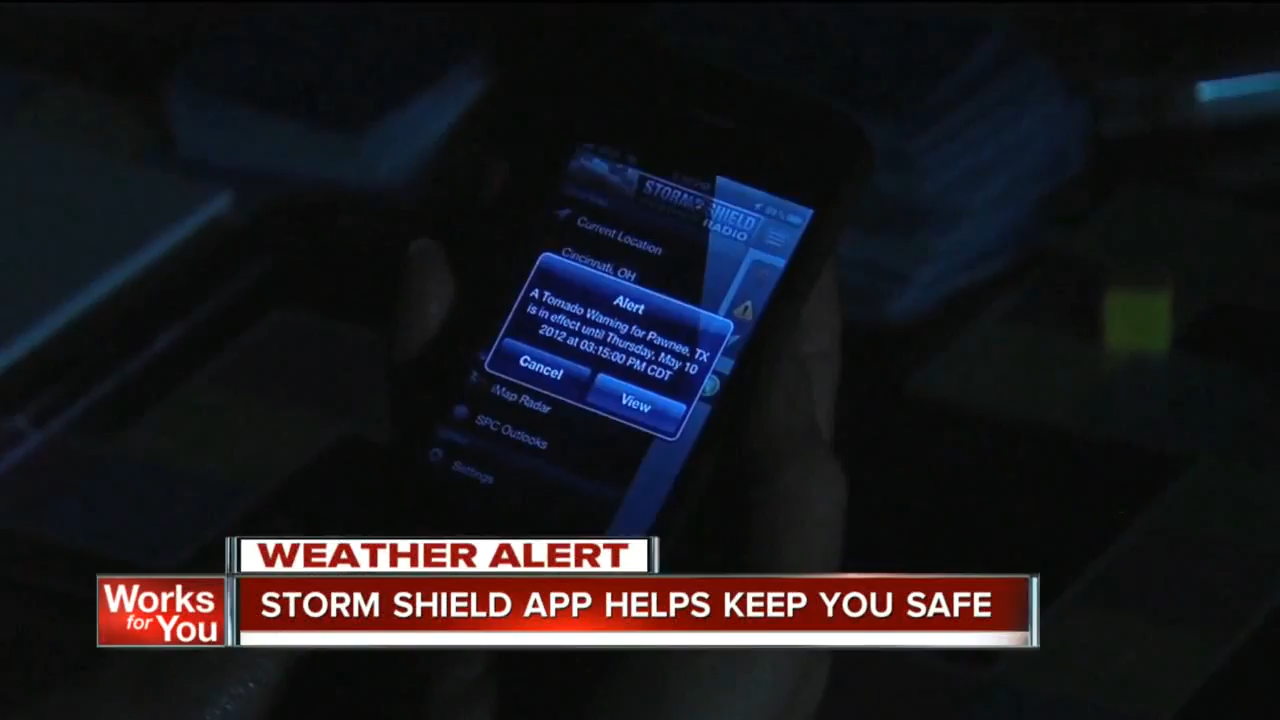 STORM SHIELD
RADIO
Current Location
Cincinnati, OH
Alert
A Tornado Warning for Pawnee, TX
is in effect until Thursday, May 10
2012 at 03:15:00 PM CDT
Cancel
View
iMap Radar
SPC Outlooks
Settings
WEATHER ALERT
Works
for You
STORM SHIELD APP HELPS KEEP YOU SAFE